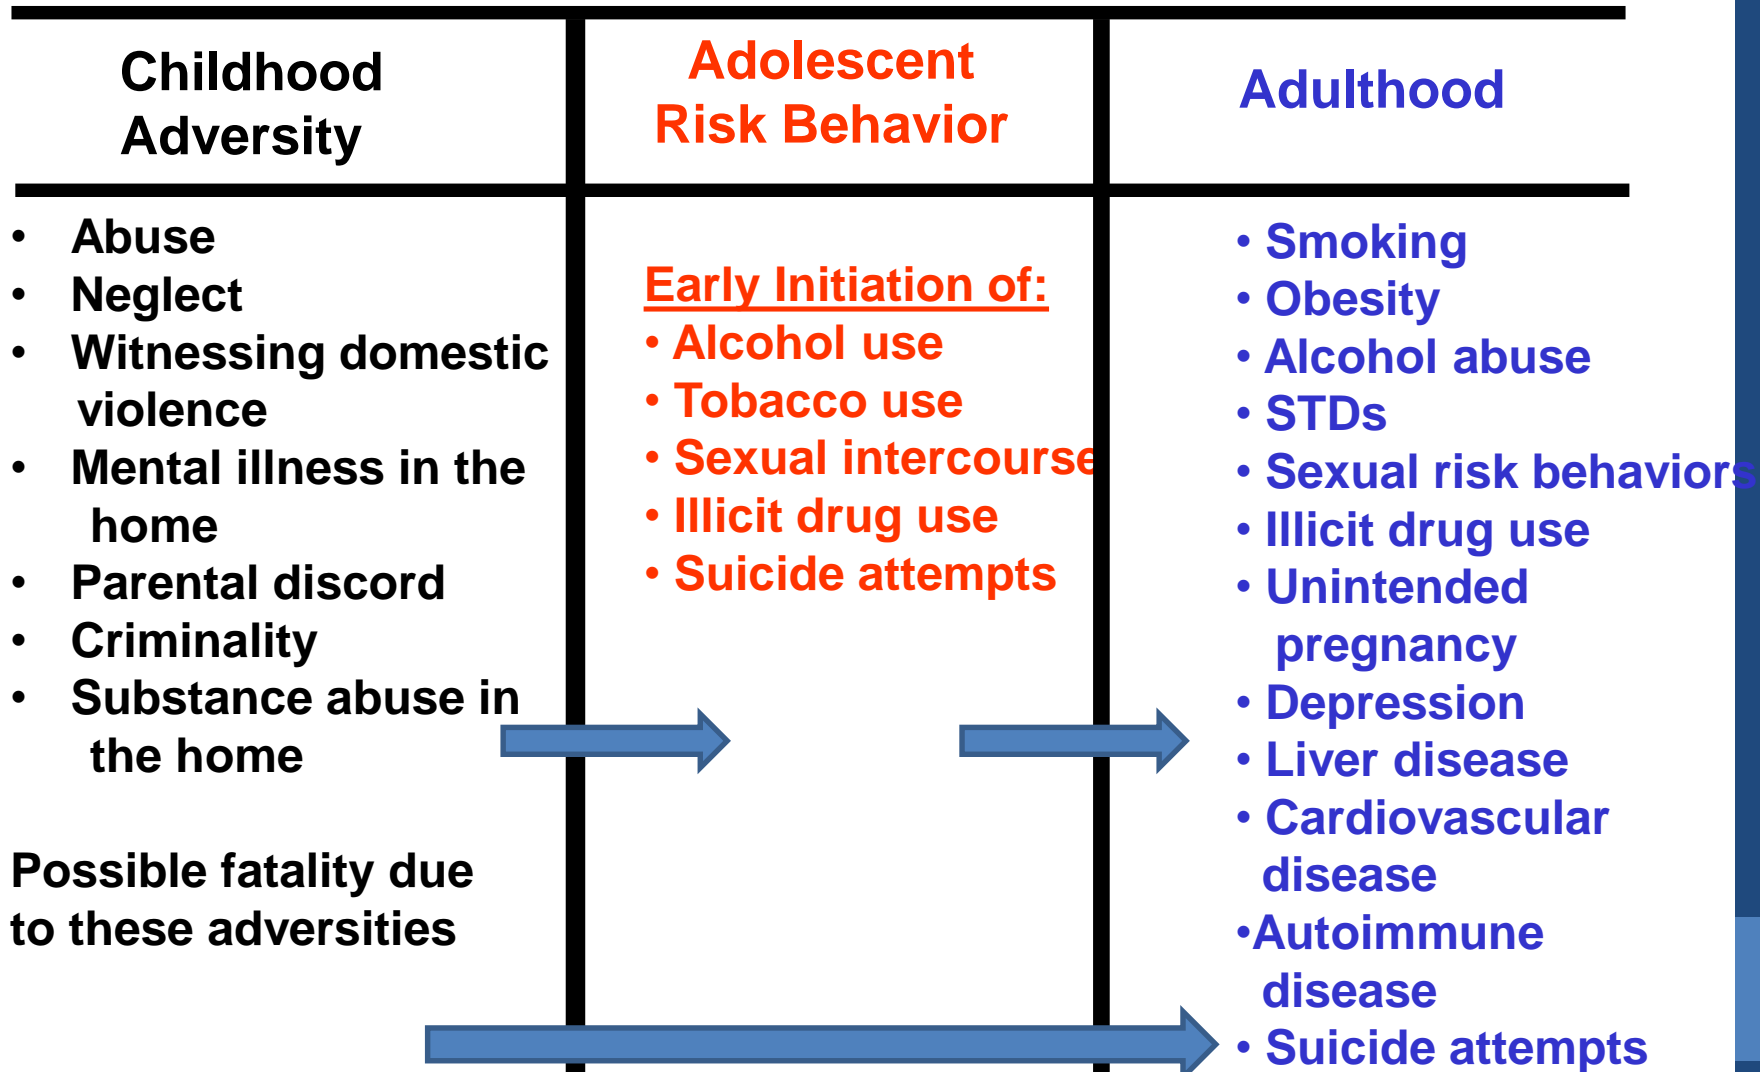 Childhood
Adversity
Adolescent
Risk Behavior
Adulthood
• Abuse
• Neglect
• Witnessing domestic
violence
• Mental illness in the
home
• Parental discord
• Criminality
• Substance abuse in
the home
Possible fatality due
to these adversities
Early Initiation of:
• Alcohol use
• Tobacco use
• Sexual intercourse
• Illicit drug use
• Suicide attempts
• Smoking
• Obesity
• Alcohol abuse
• STDs
• Sexual risk behaviors
• Illicit drug use
• Unintended
pregnancy
• Depression
• Liver disease
• Cardiovascular
disease
•Autoimmune
disease
• Suicide attempts